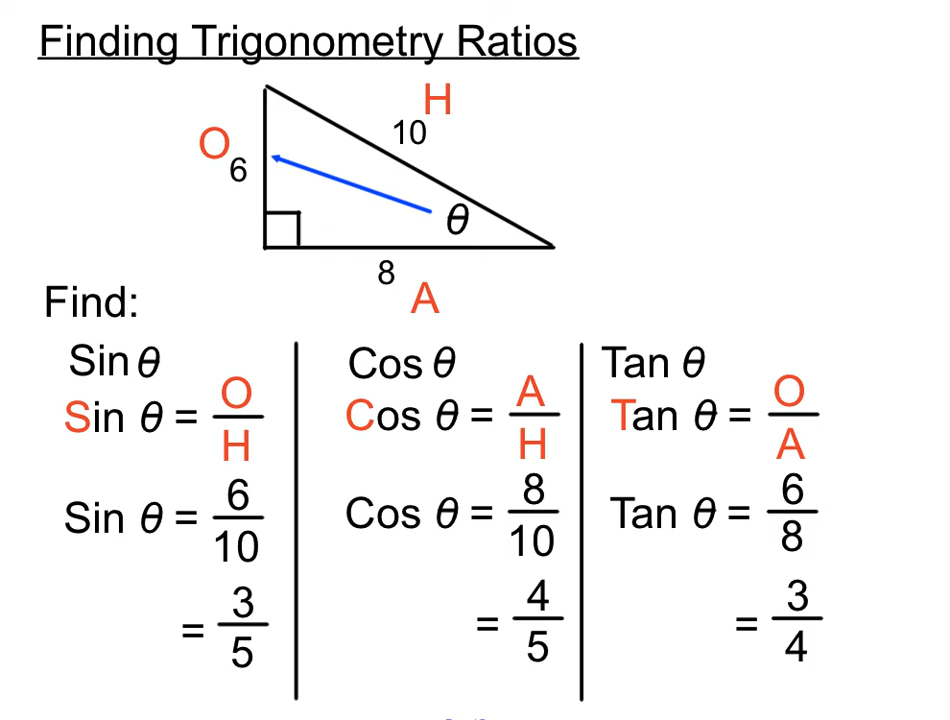 Finding Trigonometry Ratios
H
10
O
6
θ
8
A
Find:
Sin θ
Sin θ = O/H
Sin θ = 6/10
= 3/5
Cos θ
Cos θ = A/H
Cos θ = 8/10
= 4/5
Tan θ
Tan θ = O/A
Tan θ = 6/8
= 3/4